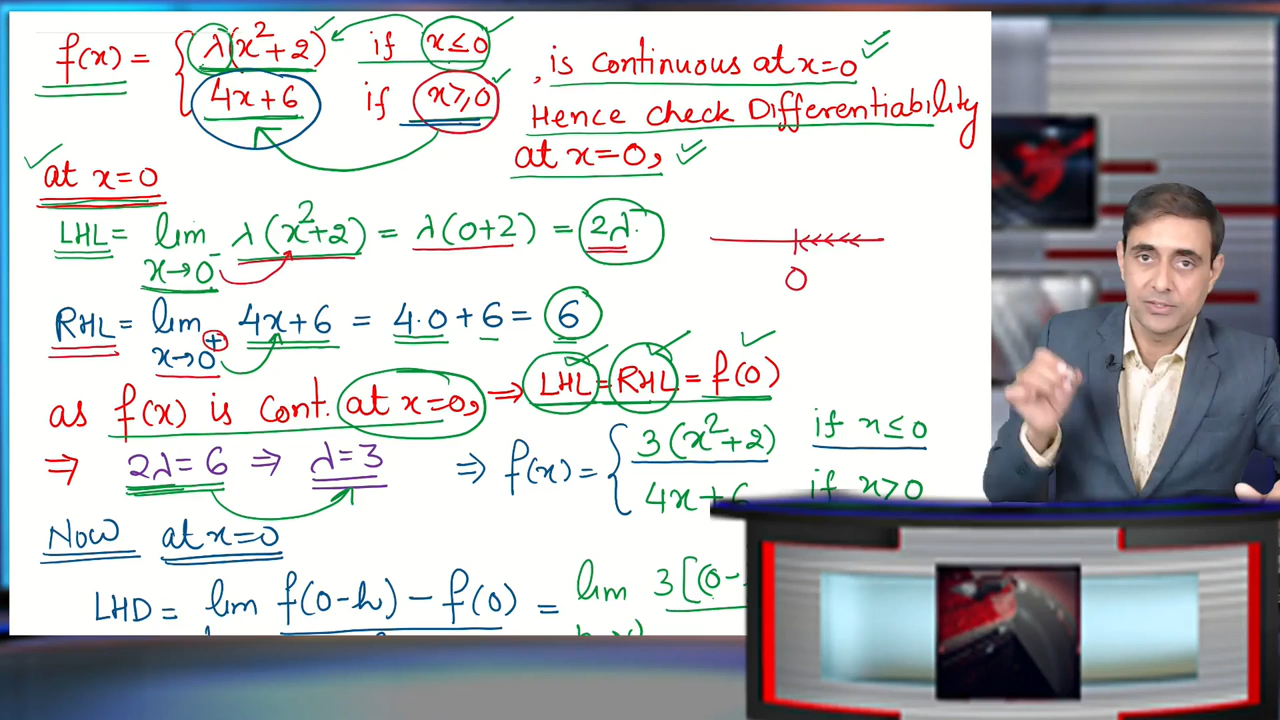 f(x) = { λ(x²+2) if x≤0
4x+6 if x≥0
, is continuous at x=0
Hence check Differentiability
at x=0,
at x=0
LHL = lim x→0⁻ λ(x²+2) = λ(0+2) = 2λ
0
RHL = lim x→0⁺ 4x+6 = 4·0+6 = 6
as f(x) is cont. at x=0, ⇒ LHL = RHL = f(0)
⇒ 2λ=6 ⇒ λ=3 ⇒ f(x) = { 3(x²+2) if x≤0
4x+6 if x>0
Now at x=0
LHD = lim f(0-h) - f(0) = lim 3[(0-